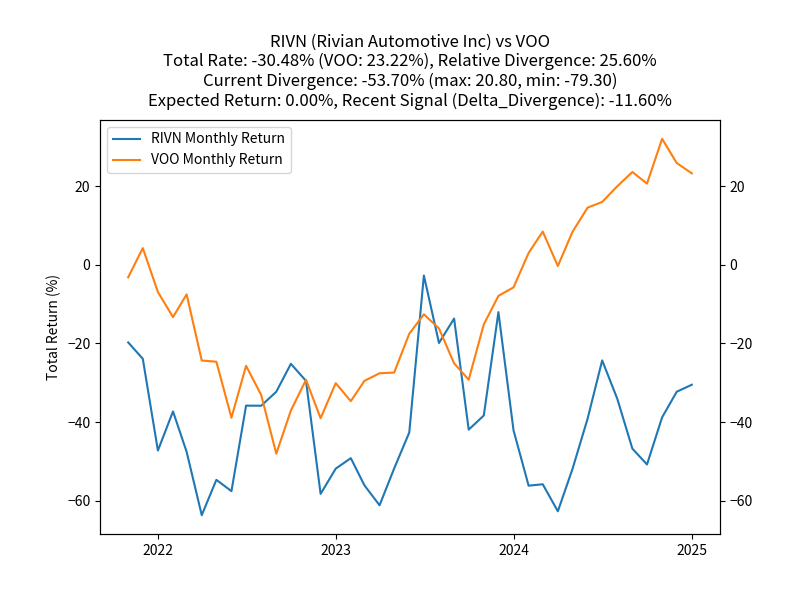 RIVN (Rivian Automotive Inc) vs VOO
Total Rate: -30.48% (VOO: 23.22%), Relative Divergence: 25.60%
Current Divergence: -53.70% (max: 20.80, min: -79.30)
Expected Return: 0.00%, Recent Signal (Delta_Divergence): -11.60%
RIVN Monthly Return
VOO Monthly Return
Total Return (%)
20
0
−20
−40
−60
20
0
−20
−40
−60
2022
2023
2024
2025